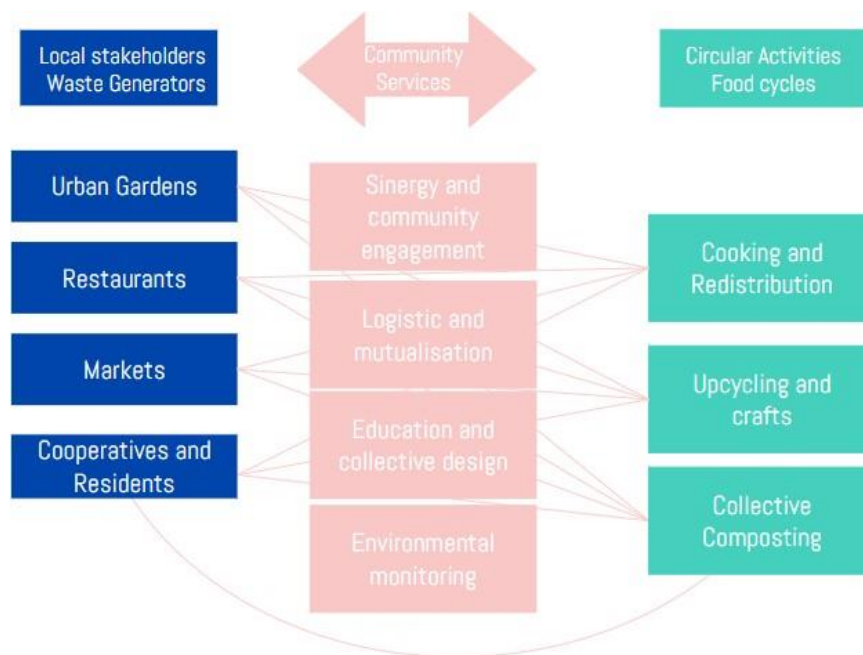 Local stakeholders
Waste Generators
Community
Services
Circular Activities
Food cycles
Urban Gardens
Restaurants
Markets
Cooperatives and
Residents
Sinergy and
community
engagement
Logistic and
mutualisation
Education and
collective design
Environmental
monitoring
Cooking and
Redistribution
Upcycling and
crafts
Collective
Composting